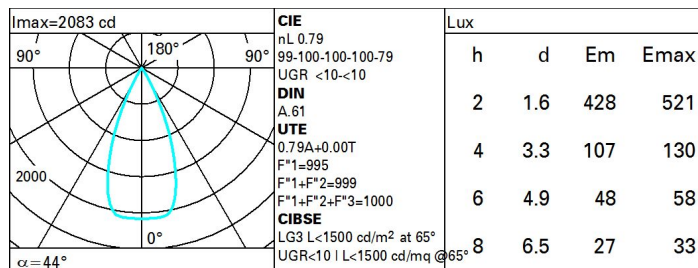 Imax=2083 cd
90° 180° 90°
2000
0°
α=44°
CIE
nL 0.79
99-100-100-100-79
UGR <10-<10
DIN
A.61
UTE
0.79A+0.00T
F"1=995
F"1+F"2=999
F"1+F"2+F"3=1000
CIBSE
LG3 L<1500 cd/m² at 65°
UGR<10 | L<1500 cd/mq @65°
Lux
h d Em Emax
2 1.6 428 521
4 3.3 107 130
6 4.9 48 58
8 6.5 27 33